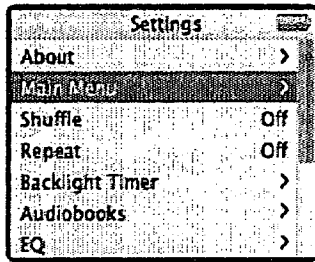 Settings
About >
Main Menu >
Shuffle Off
Repeat Off
Backlight Timer >
Audiobooks >
EQ >